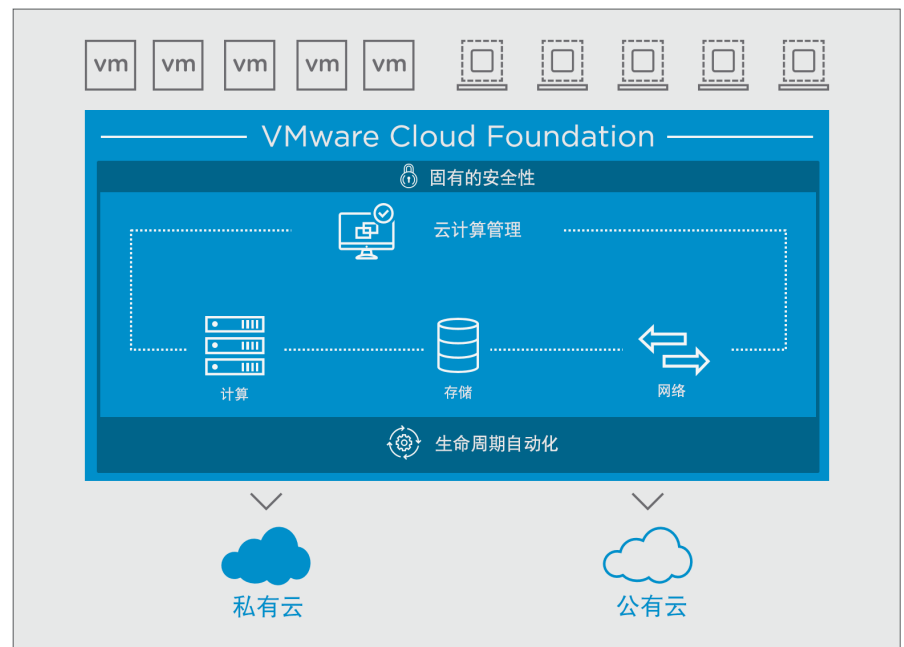 vm vm vm vm vm
VMware Cloud Foundation
固有的安全性
云计算管理
计算 存储 网络
生命周期自动化
私有云 公有云